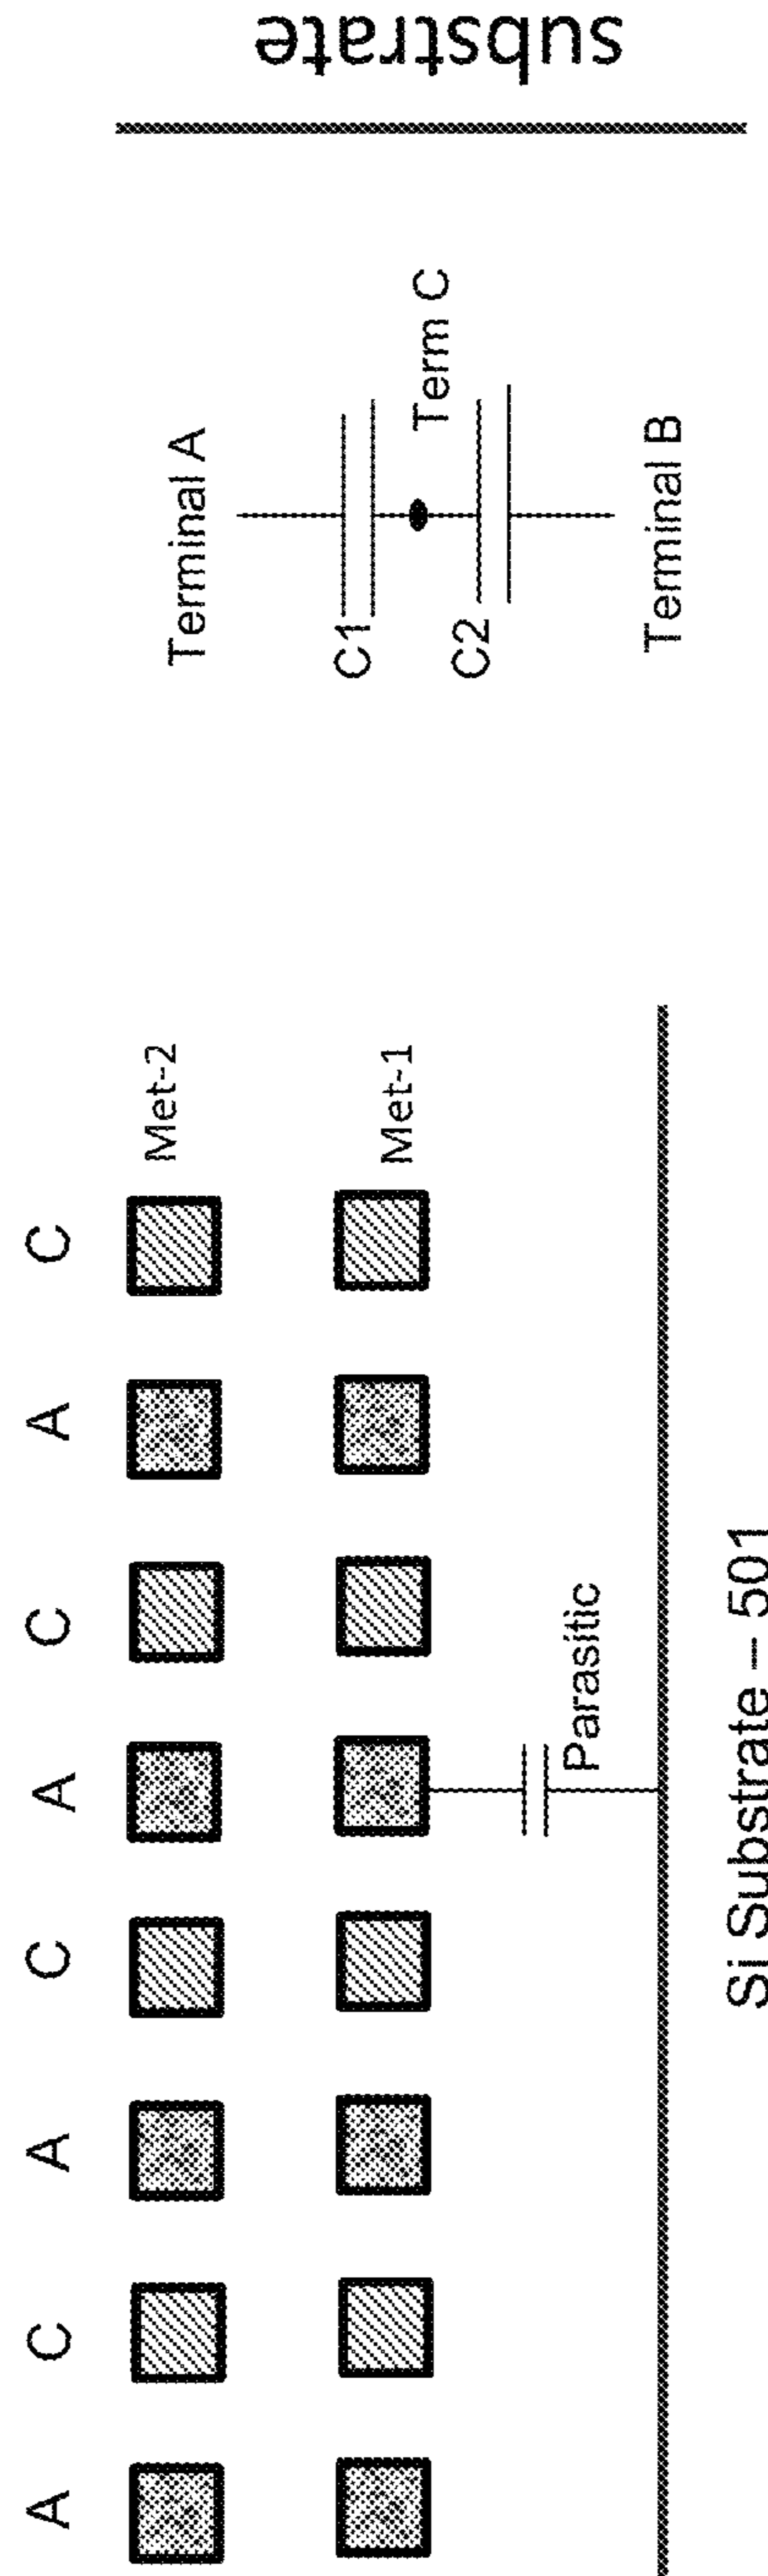 A C A C A C A C
Met-2
Met-1
Parasitic
Si Substrate – 501
Terminal A
C1
Term C
C2
Terminal B
substrate